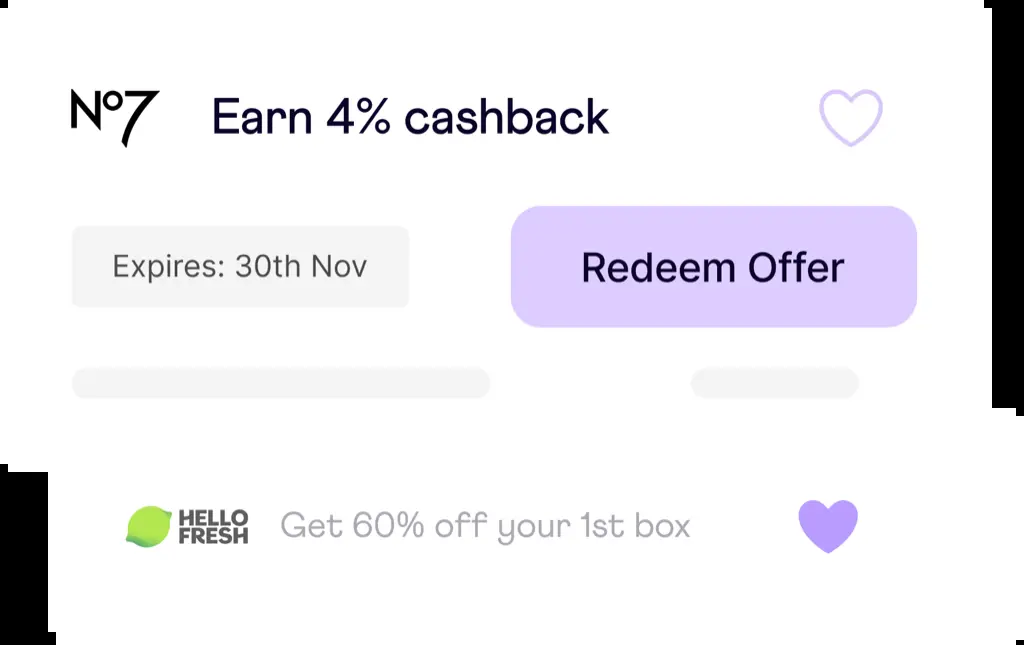 Nº7 Earn 4% cashback
Expires: 30th Nov
Redeem Offer
HELLO
FRESH
Get 60% off your 1st box